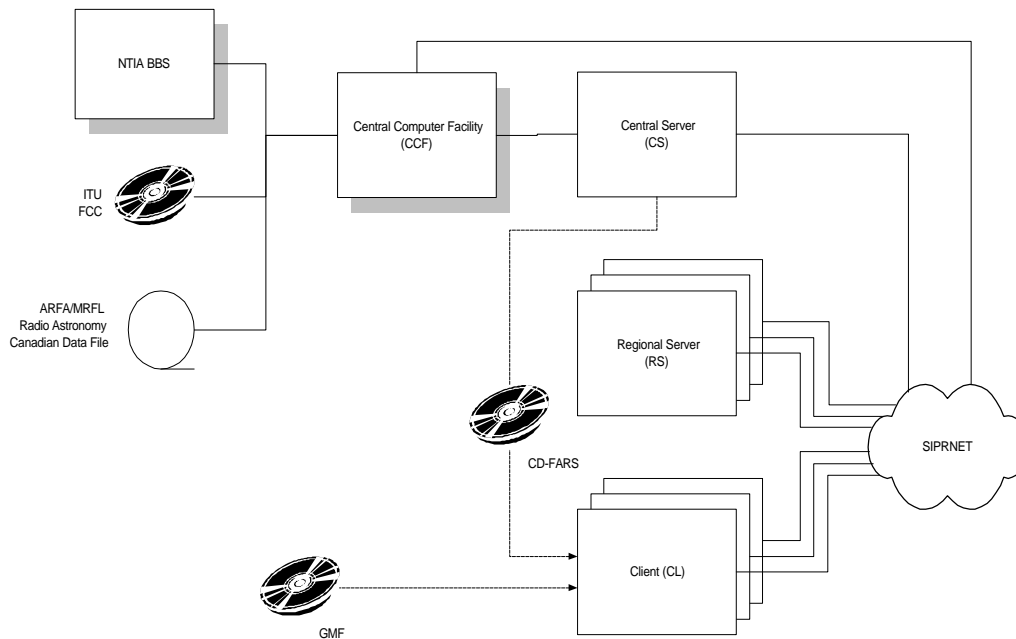 NTIA BBS
Central Computer Facility
(CCF)
Central Server
(CS)
ITU
FCC
ARFA/MRFL
Radio Astronomy
Canadian Data File
Regional Server
(RS)
SIPRNET
CD-FARS
Client (CL)
GMF